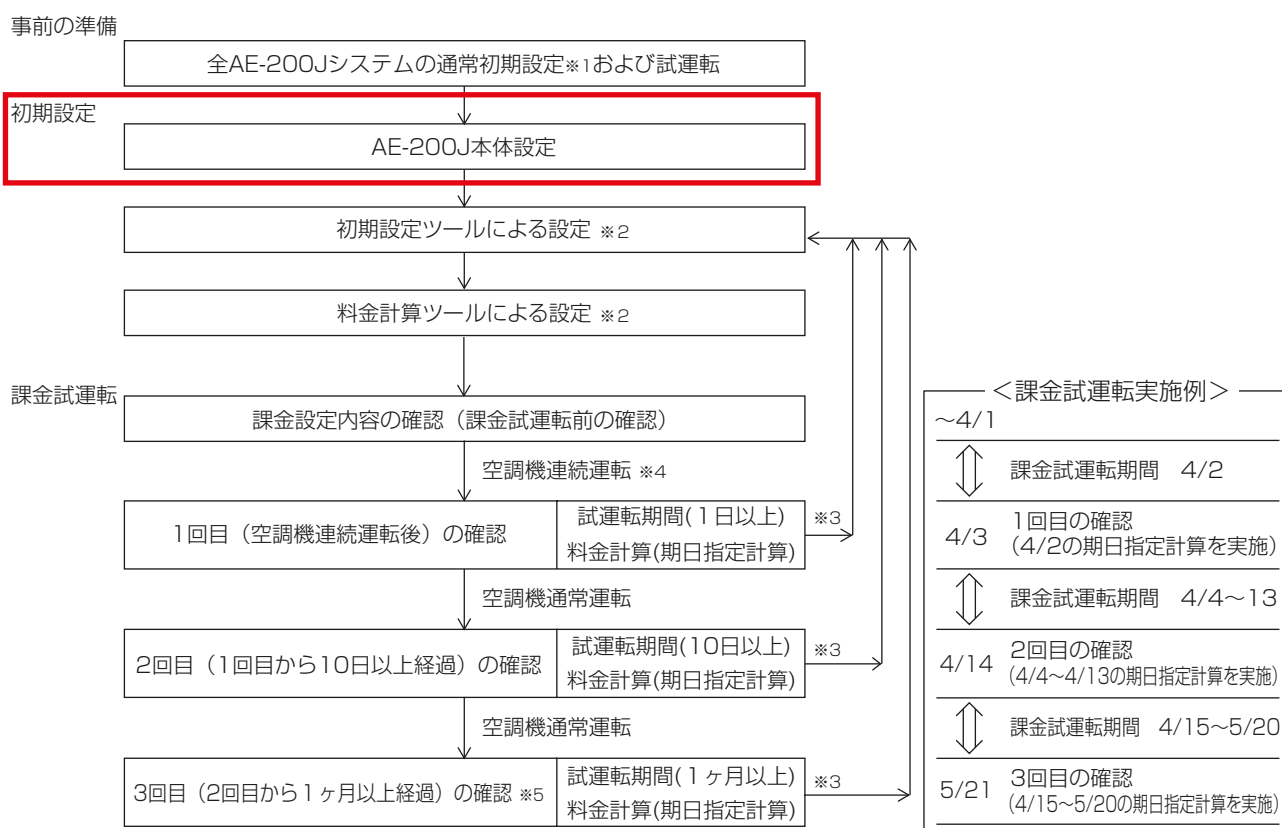 事前の準備
全AE-200Jシステムの通常初期設定※1および試運転
初期設定
AE-200J本体設定
初期設定ツールによる設定 ※2
料金計算ツールによる設定 ※2
課金試運転
課金設定内容の確認（課金試運転前の確認）
空調機連続運転 ※4
1回目（空調機連続運転後）の確認
試運転期間(1日以上)
料金計算(期日指定計算)
※3
空調機通常運転
2回目（1回目から10日以上経過）の確認
試運転期間(10日以上)
料金計算(期日指定計算)
※3
空調機通常運転
3回目（2回目から1ヶ月以上経過）の確認 ※5
試運転期間(1ヶ月以上)
料金計算(期日指定計算)
※3
＜課金試運転実施例＞
～4/1
課金試運転期間 4/2
4/3
1回目の確認
（4/2の期日指定計算を実施）
課金試運転期間 4/4～13
4/14
2回目の確認
（4/4～4/13の期日指定計算を実施）
課金試運転期間 4/15～5/20
5/21
3回目の確認
（4/15～5/20の期日指定計算を実施）